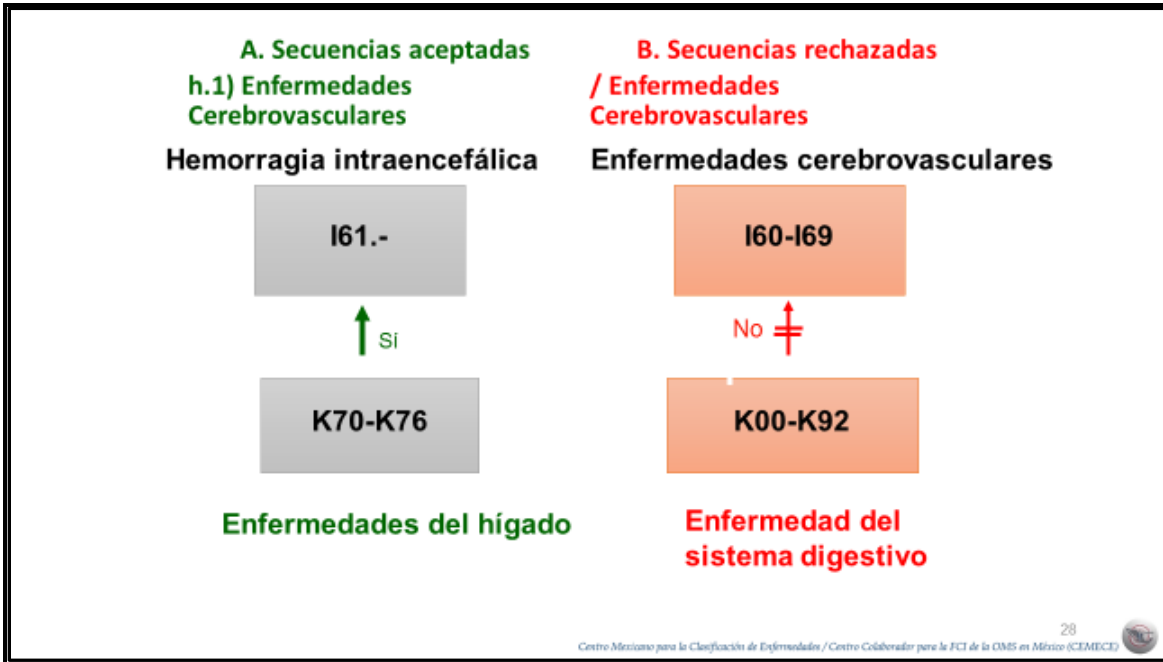 A. Secuencias aceptadas
h.1) Enfermedades
Cerebrovasculares
Hemorragia intraencefálica
I61.-
Sí
K70-K76
Enfermedades del hígado
B. Secuencias rechazadas
/ Enfermedades
Cerebrovasculares
Enfermedades cerebrovasculares
I60-I69
No
K00-K92
Enfermedad del
sistema digestivo
28
Centro Mexicano para la Clasificación de Enfermedades / Centro Colaborador para la FCI de la OMS en México (CEMECE)